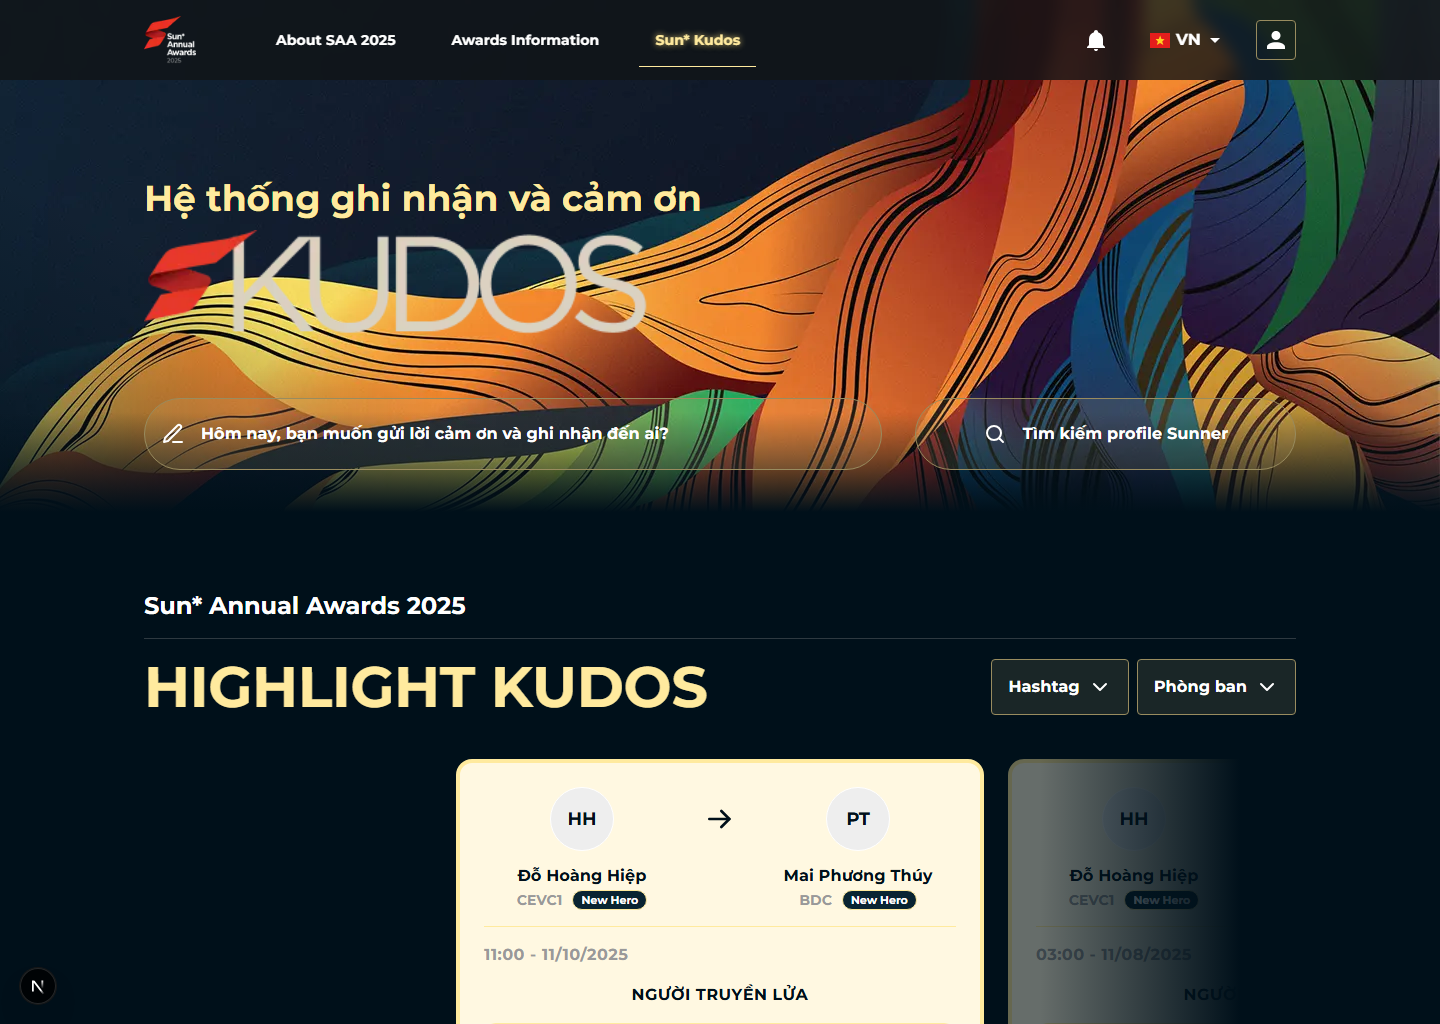 Sun*
Annual
Awards
2025
About SAA 2025
Awards Information
Sun* Kudos
VN
Hệ thống ghi nhận và cảm ơn
KUDOS
Hôm nay, bạn muốn gửi lời cảm ơn và ghi nhận đến ai?
Tìm kiếm profile Sunner
Sun* Annual Awards 2025
HIGHLIGHT KUDOS
Hashtag
Phòng ban
HH
PT
Đỗ Hoàng Hiệp
Mai Phương Thúy
CEVC1 New Hero
BDC New Hero
11:00 - 11/10/2025
NGƯỜI TRUYỀN LỬA
HH
Đỗ Hoàng Hiệp
CEVC1 New Hero
03:00 - 11/08/2025
N